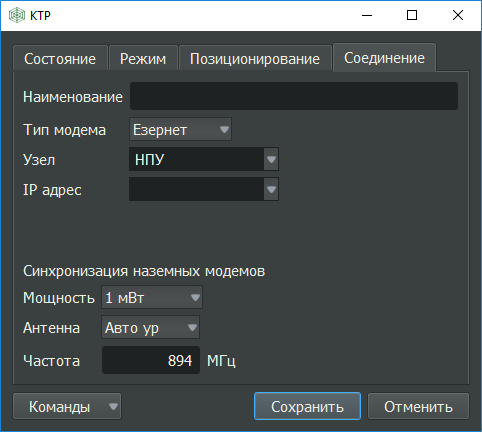 КТР
Состояние Режим Позиционирование Соединение
Наименование
Тип модема Езернет
Узел НПУ
IP адрес
Синхронизация наземных модемов
Мощность 1 мВт
Антенна Авто ур
Частота 894 МГц
Команды Сохранить Отменить